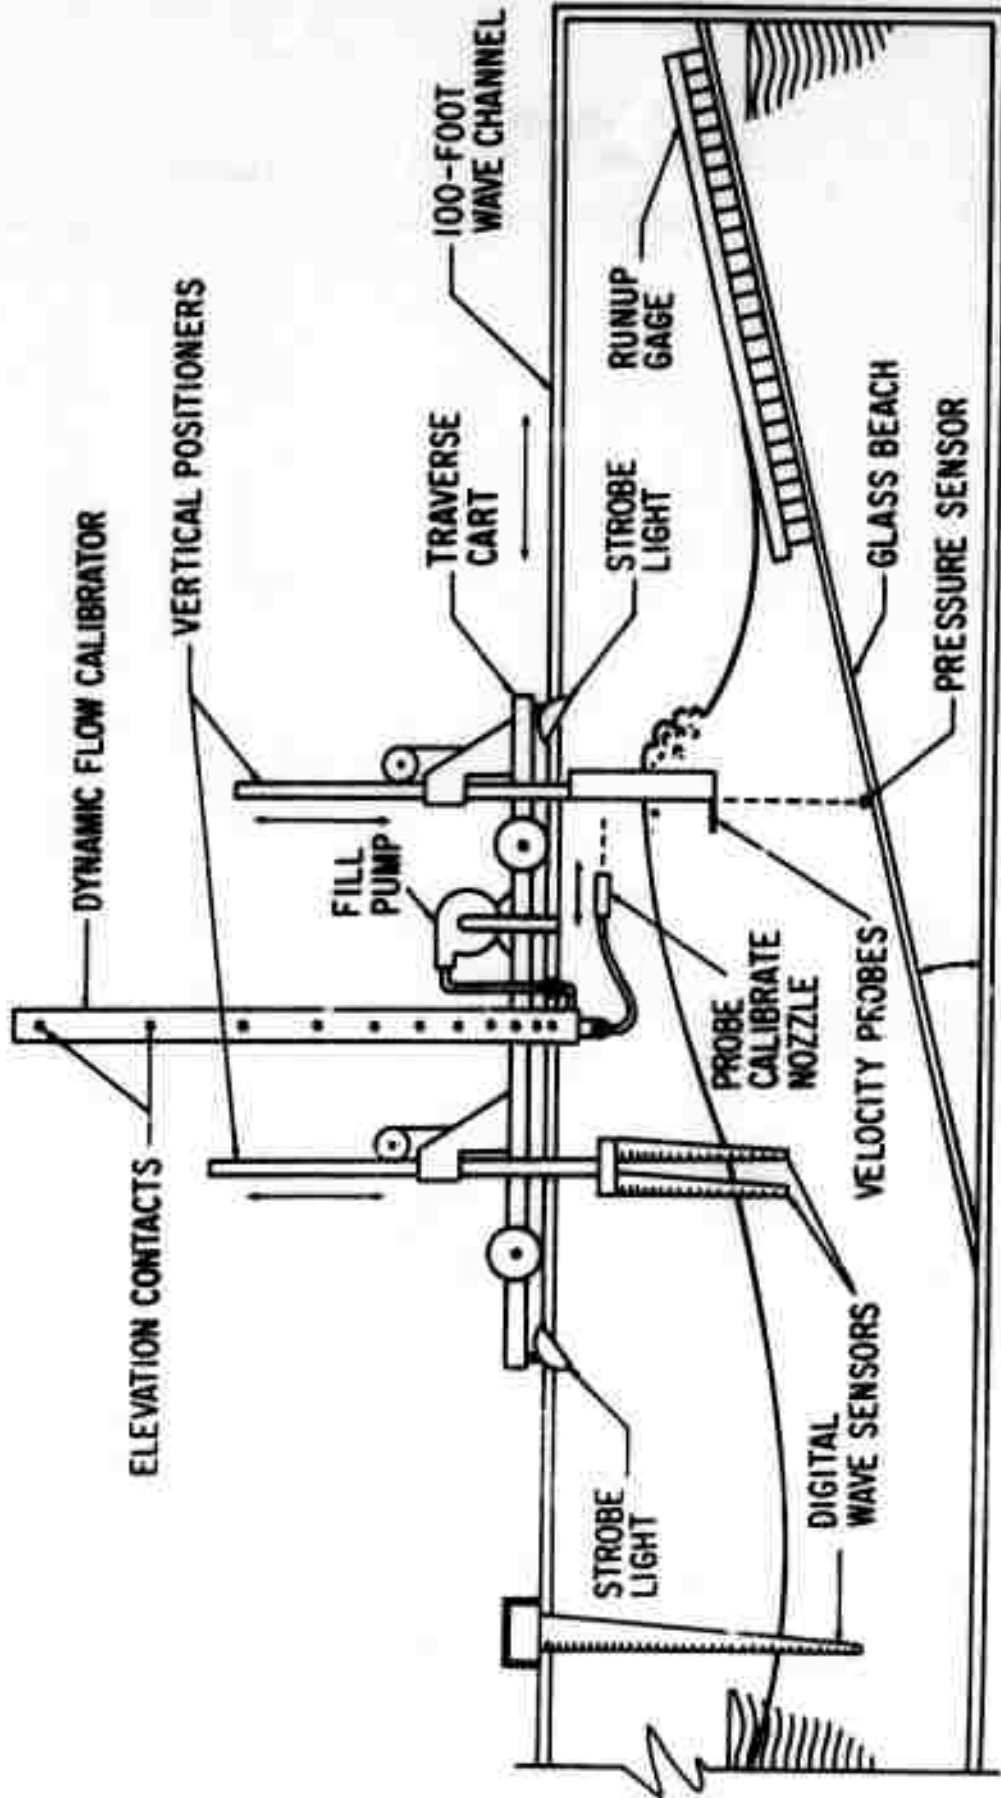 DYNAMIC FLOW CALIBRATOR
VERTICAL POSITIONERS
ELEVATION CONTACTS
FILL
PUMP
TRAVERSE
CART
100-FOOT
WAVE CHANNEL
STROBE
LIGHT
STROBE
LIGHT
RUNUP
GAGE
PROBE
CALIBRATE
NOZZLE
DIGITAL
WAVE SENSORS
VELOCITY PROBES
GLASS BEACH
PRESSURE SENSOR